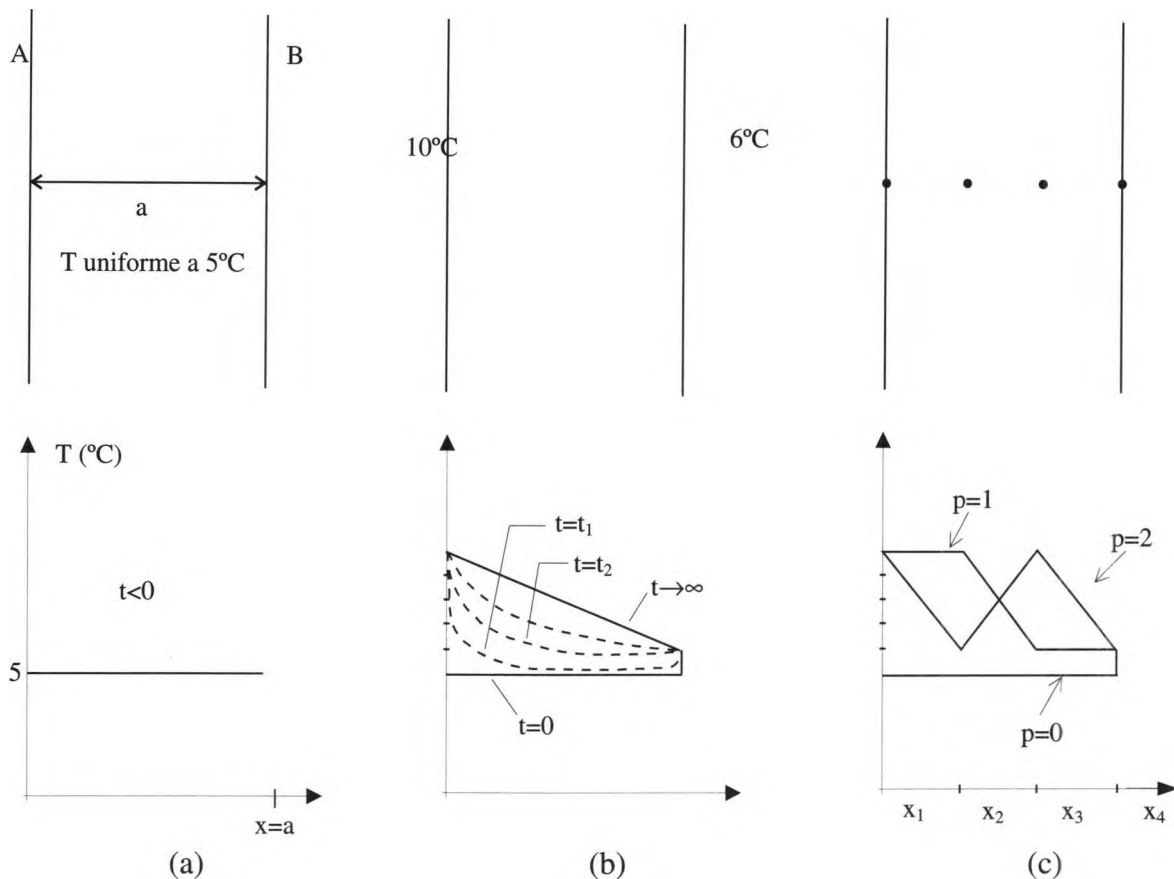 A
B
a
T uniforme a 5ºC
10ºC
6ºC
T (ºC)
t<0
5
x=a
(a)
t=t₁
t=t₂
t→∞
t=0
(b)
p=1
p=2
p=0
x₁
x₂
x₃
x₄
(c)